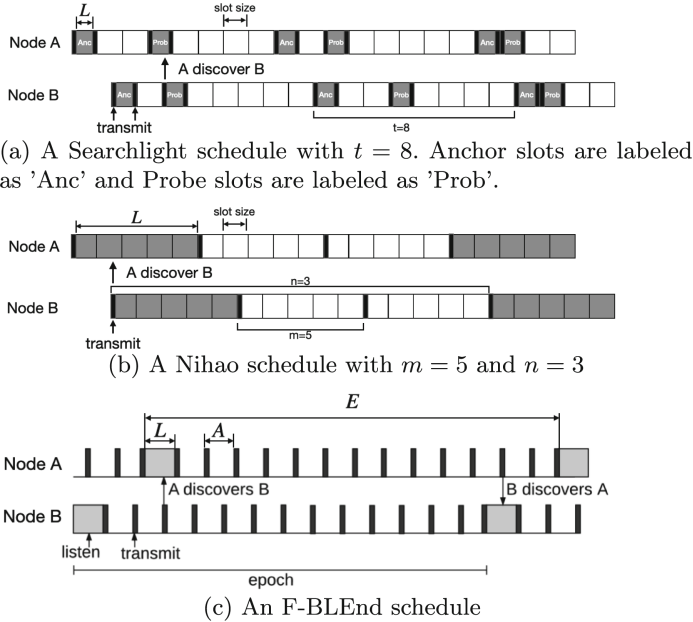 L
slot size
Node A
Anc
Prob
Anc
Prob
Anc
Prob
A discover B
Node B
Anc
Prob
Anc
Prob
Anc
Prob
transmit
t=8
(a) A Searchlight schedule with t = 8. Anchor slots are labeled
as 'Anc' and Probe slots are labeled as 'Prob'.
L
slot size
Node A
A discover B
n=3
Node B
m=5
transmit
(b) A Nihao schedule with m = 5 and n = 3
E
L
A
Node A
A discovers B
B discovers A
Node B
listen
transmit
epoch
(c) An F-BLEnd schedule